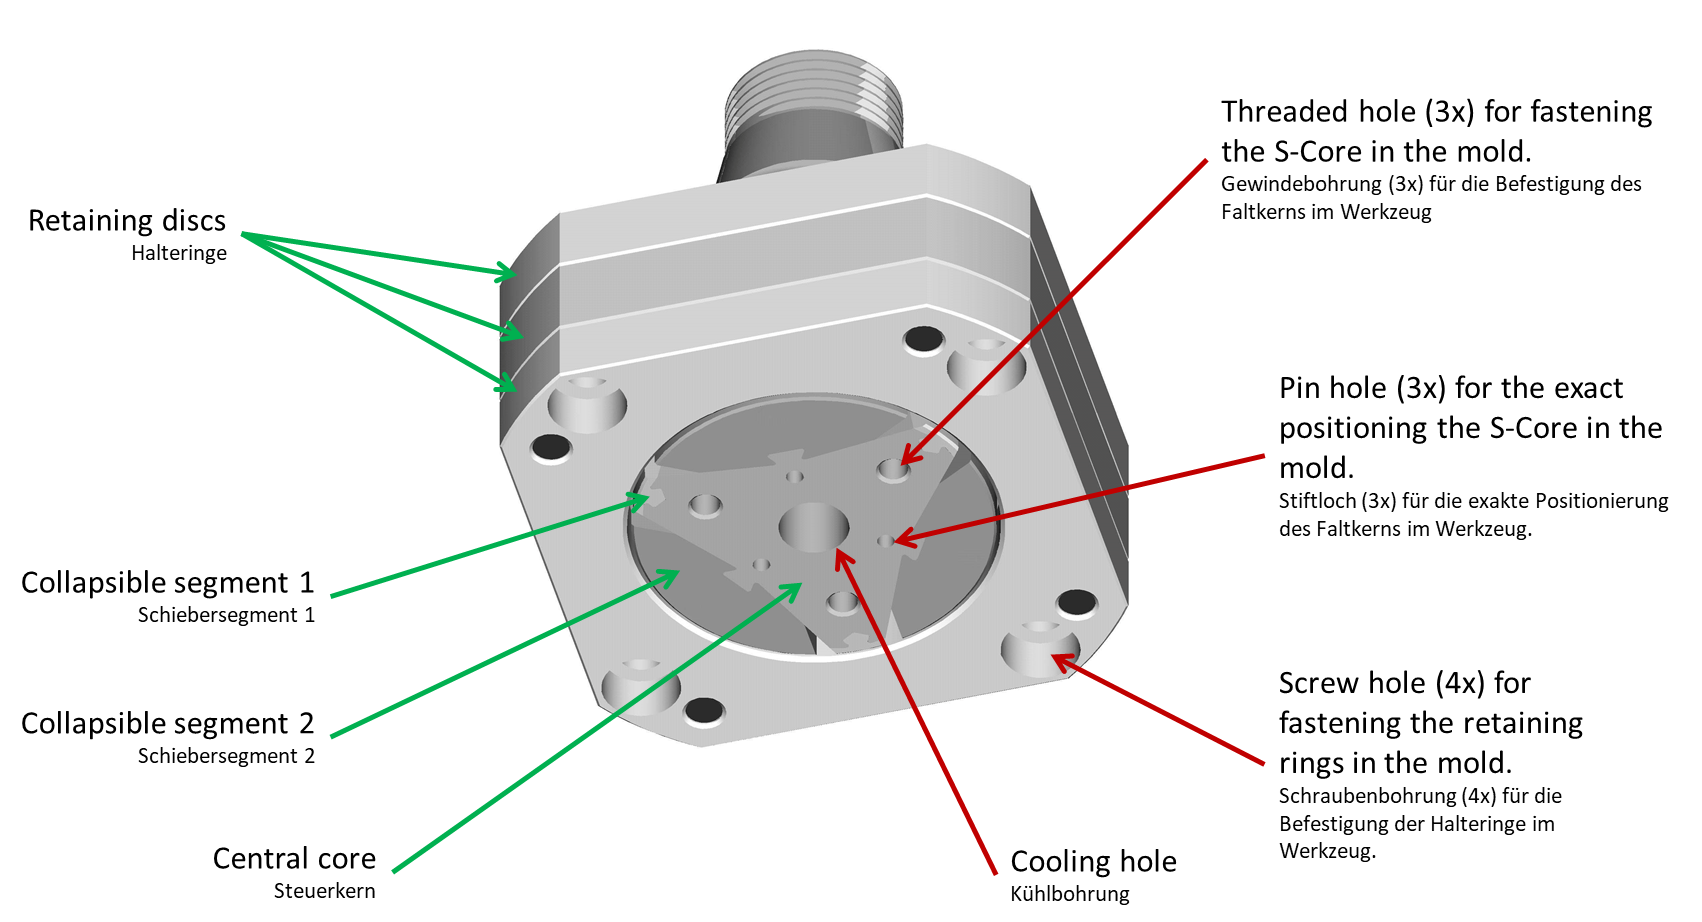 Retaining discs
Halteringe
Collapsible segment 1
Schiebersegment 1
Collapsible segment 2
Schiebersegment 2
Central core
Steuerkern
Threaded hole (3x) for fastening
the S-Core in the mold.
Gewindebohrung (3x) für die Befestigung des
Faltkerns im Werkzeug
Pin hole (3x) for the exact
positioning the S-Core in the
mold.
Stiftloch (3x) für die exakte Positionierung
des Faltkerns im Werkzeug.
Screw hole (4x) for
fastening the retaining
rings in the mold.
Schraubenbohrung (4x) für die
Befestigung der Halteringe im
Werkzeug.
Cooling hole
Kühlbohrung